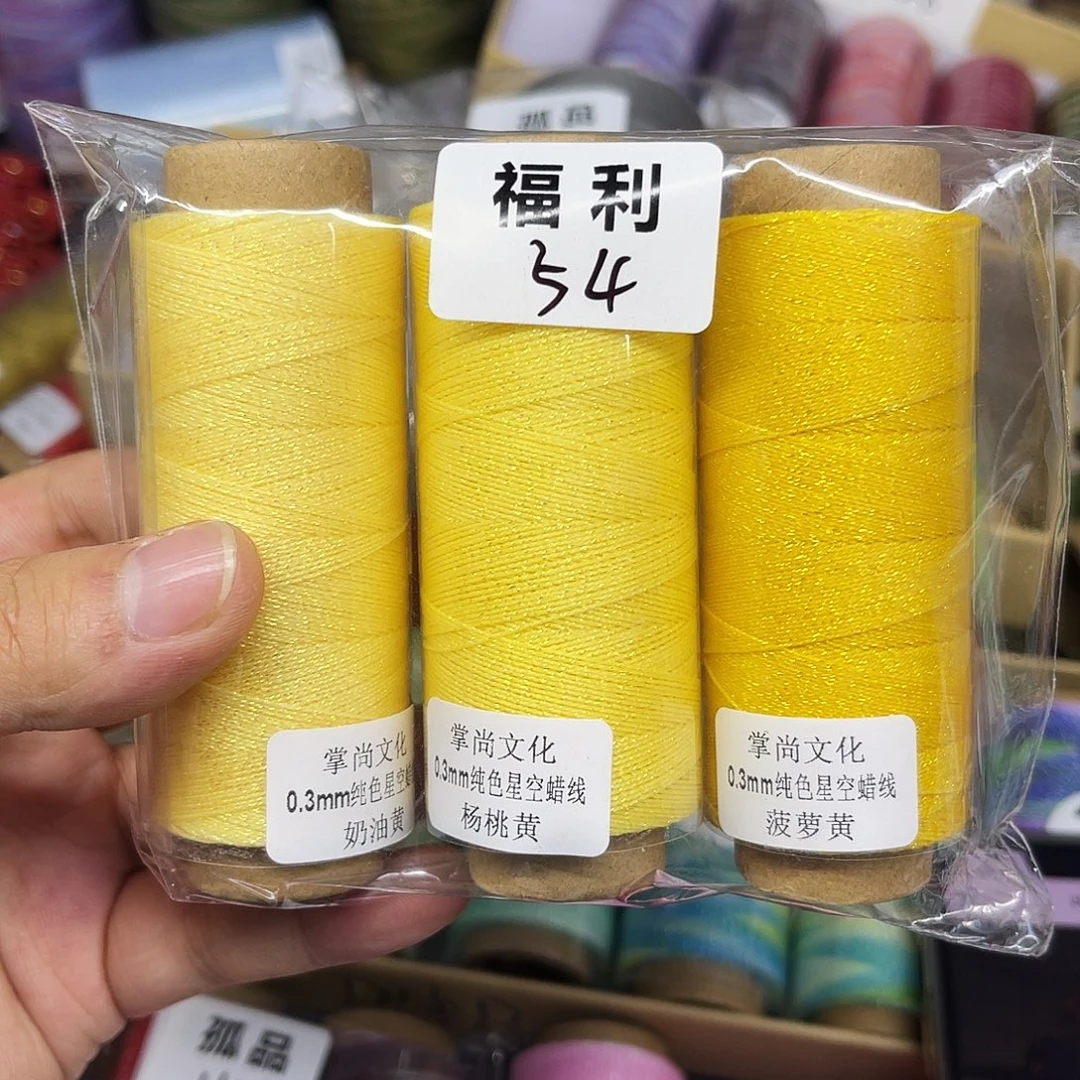 孤品
福利
54
掌尚文化
0.3mm纯色星空蜡
奶油黄
掌尚文化
0.3mm纯色星空蜡线
杨桃黄
掌尚文化
0.3mm纯色星空蜡线
菠萝黄
孤品